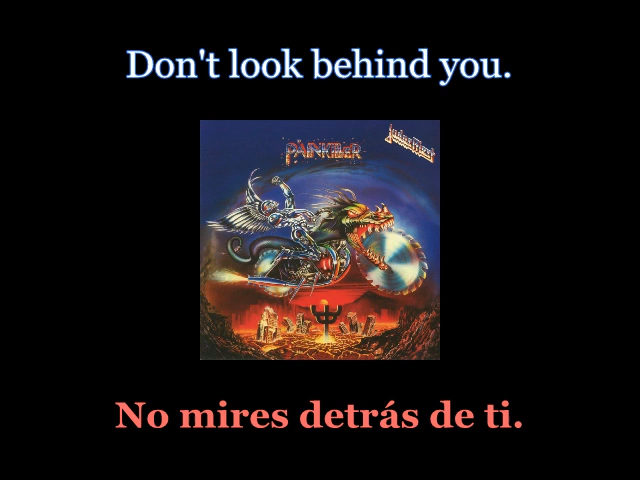 Don't look behind you.
Judas Priest
PAINKILLER
No mires detrás de ti.